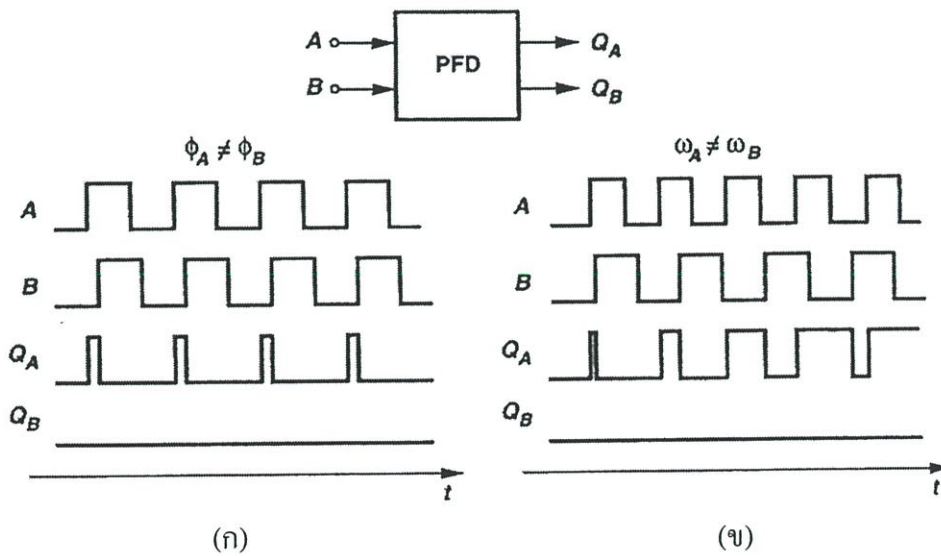 A PFD Q_A
B Q_B
ϕ_A ≠ ϕ_B ω_A ≠ ω_B
A A
B B
Q_A Q_A
Q_B Q_B
t t
(ก) (ข)